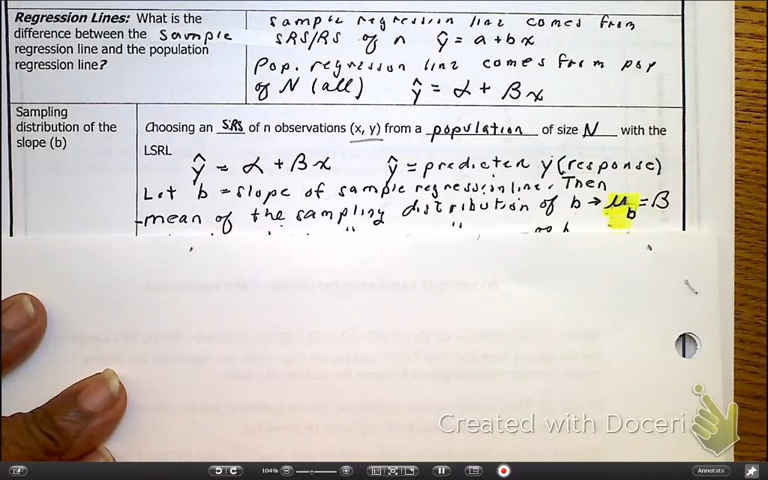 Regression Lines: What is the difference between the sample regression line and the population regression line?
sample regression line comes from
SRS/RS of n ŷ = a + bx
Pop. regression line comes from pop
of N (all) ŷ = α + βx
Sampling distribution of the slope (b)
Choosing an SRS of n observations (x, y) from a population of size N with the
LSRL
ŷ = α + βx ŷ = predicted y (response)
Let b = slope of sample regression line. Then
-mean of the sampling distribution of b → μb = β
Created with Doceri
104%
Annotate